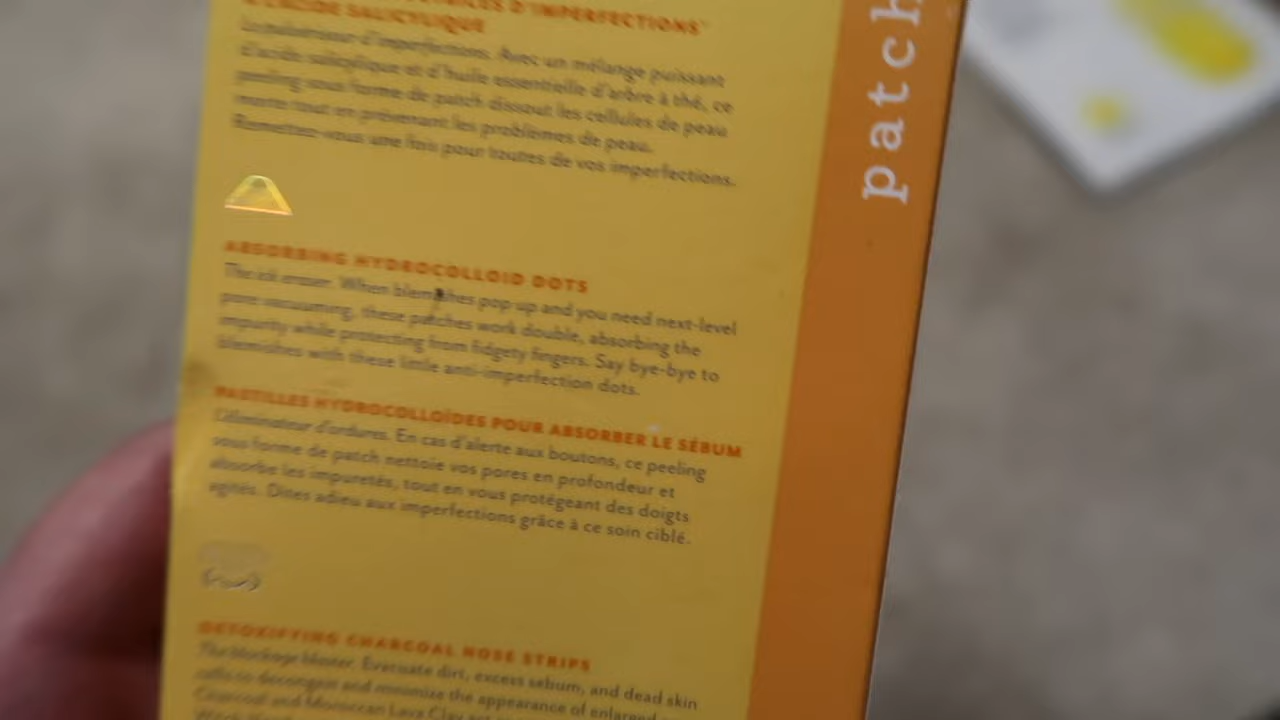 D'IMPERFECTIONS*
SALICYLIQUE
d'imperfections. Avec un mélange puissant
d'acide salicylique et d'huile essentielle d'arbre à thé, ce
peeling sous forme de patch dissout les cellules de peau
morte tout en prévenant les problèmes de peau.
Remettez-vous une fois pour toutes de vos imperfections.
ABSORBING HYDROCOLLOID DOTS
The zit eraser. When blemishes pop up and you need next-level
pore vacuuming, these patches work double, absorbing the
impurity while protecting from fidgety fingers. Say bye-bye to
blemishes with these little anti-imperfection dots.
PASTILLES HYDROCOLLOÏDES POUR ABSORBER LE SÉBUM
L'éliminateur d'ordures. En cas d'alerte aux boutons, ce peeling
sous forme de patch nettoie vos pores en profondeur et
absorbe les impuretés, tout en vous protégeant des doigts
agités. Dites adieu aux imperfections grâce à ce soin ciblé.
DETOXIFYING CHARCOAL NOSE STRIPS
The blockage blaster. Evacuate dirt, excess sebum, and dead skin
cells to decongest and minimize the appearance of enlarged
Charcoal and Moroccan Lava Clay
patch